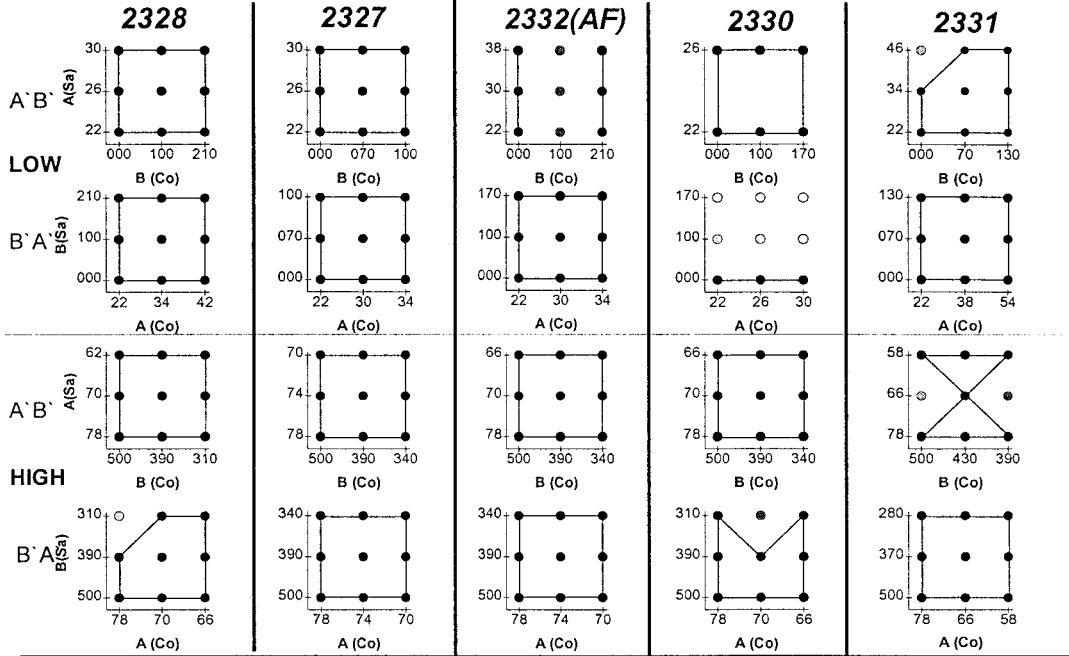 2328 2327 2332(AF) 2330 2331
30 30 38 26 46
A`B` A(Sa) 26 26 30 34
22 22 22 22 22
000 100 210 000 070 100 000 100 210 000 100 170 000 70 130
LOW
B (Co) B (Co) B (Co) B (Co) B (Co)
210 100 170 170 130
B`A` B(Sa) 100 070 100 100 070
000 000 000 000 000
22 34 42 22 30 34 22 30 34 22 26 30 22 38 54
A (Co) A (Co) A (Co) A (Co) A (Co)
62 70 66 66 58
A`B` A(Sa) 70 74 70 70 66
78 78 78 78 78
500 390 310 500 390 340 500 390 340 500 390 340 500 430 390
HIGH
B (Co) B (Co) B (Co) B (Co) B (Co)
310 340 340 310 280
B`A` B(Sa) 390 390 390 390 370
500 500 500 500 500
78 70 66 78 74 70 78 74 70 78 70 66 78 66 58
A (Co) A (Co) A (Co) A (Co) A (Co)